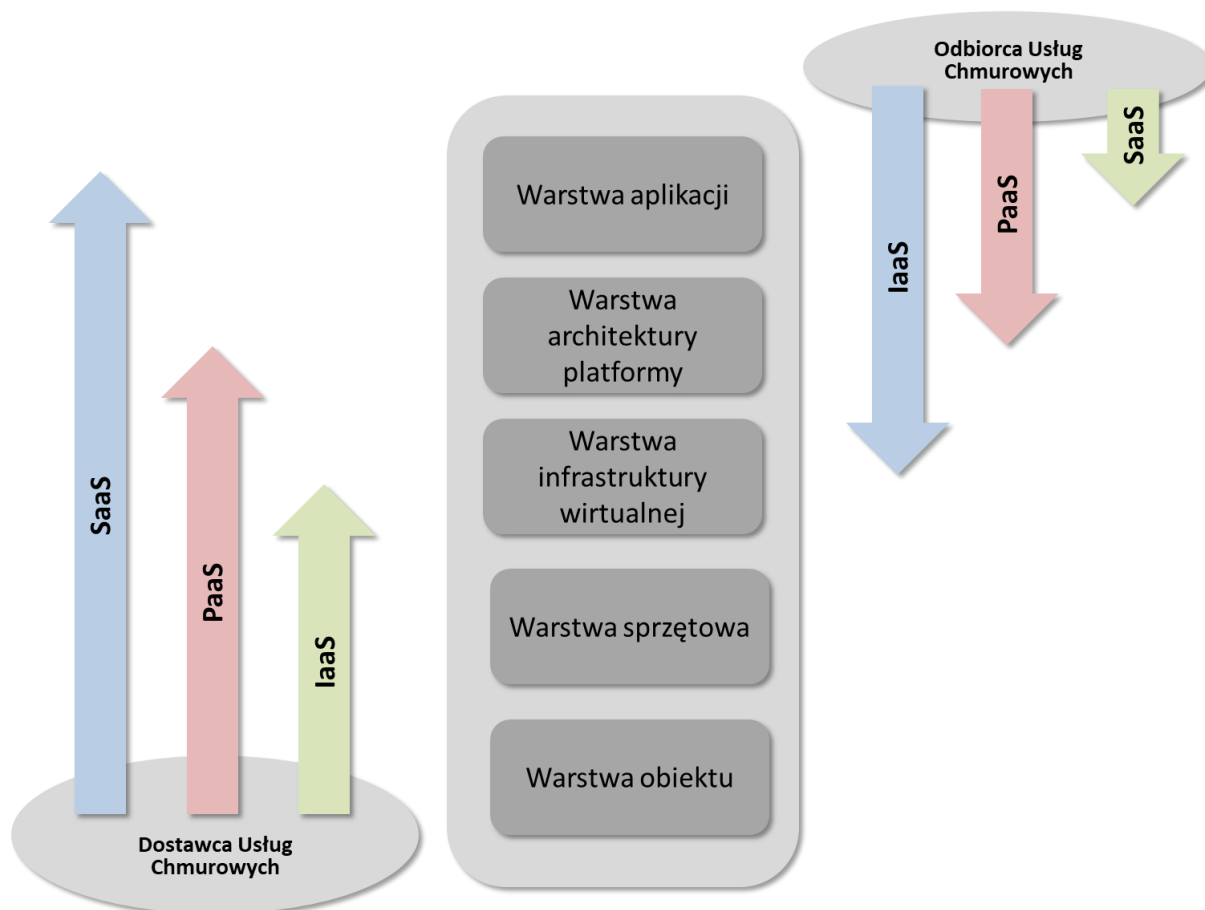 Odbiorca Usług
Chmurowych
IaaS
PaaS
SaaS
Warstwa aplikacji
Warstwa
architektury
platformy
Warstwa
infrastruktury
wirtualnej
Warstwa sprzętowa
Warstwa obiektu
SaaS
PaaS
IaaS
Dostawca Usług
Chmurowych